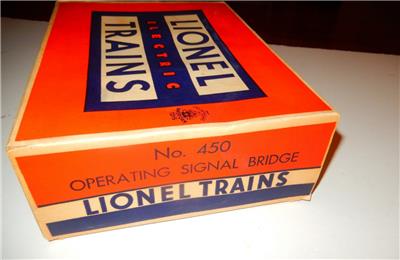 LIONEL
ELECTRIC
TRAINS
No. 450
OPERATING SIGNAL BRIDGE
LIONEL TRAINS